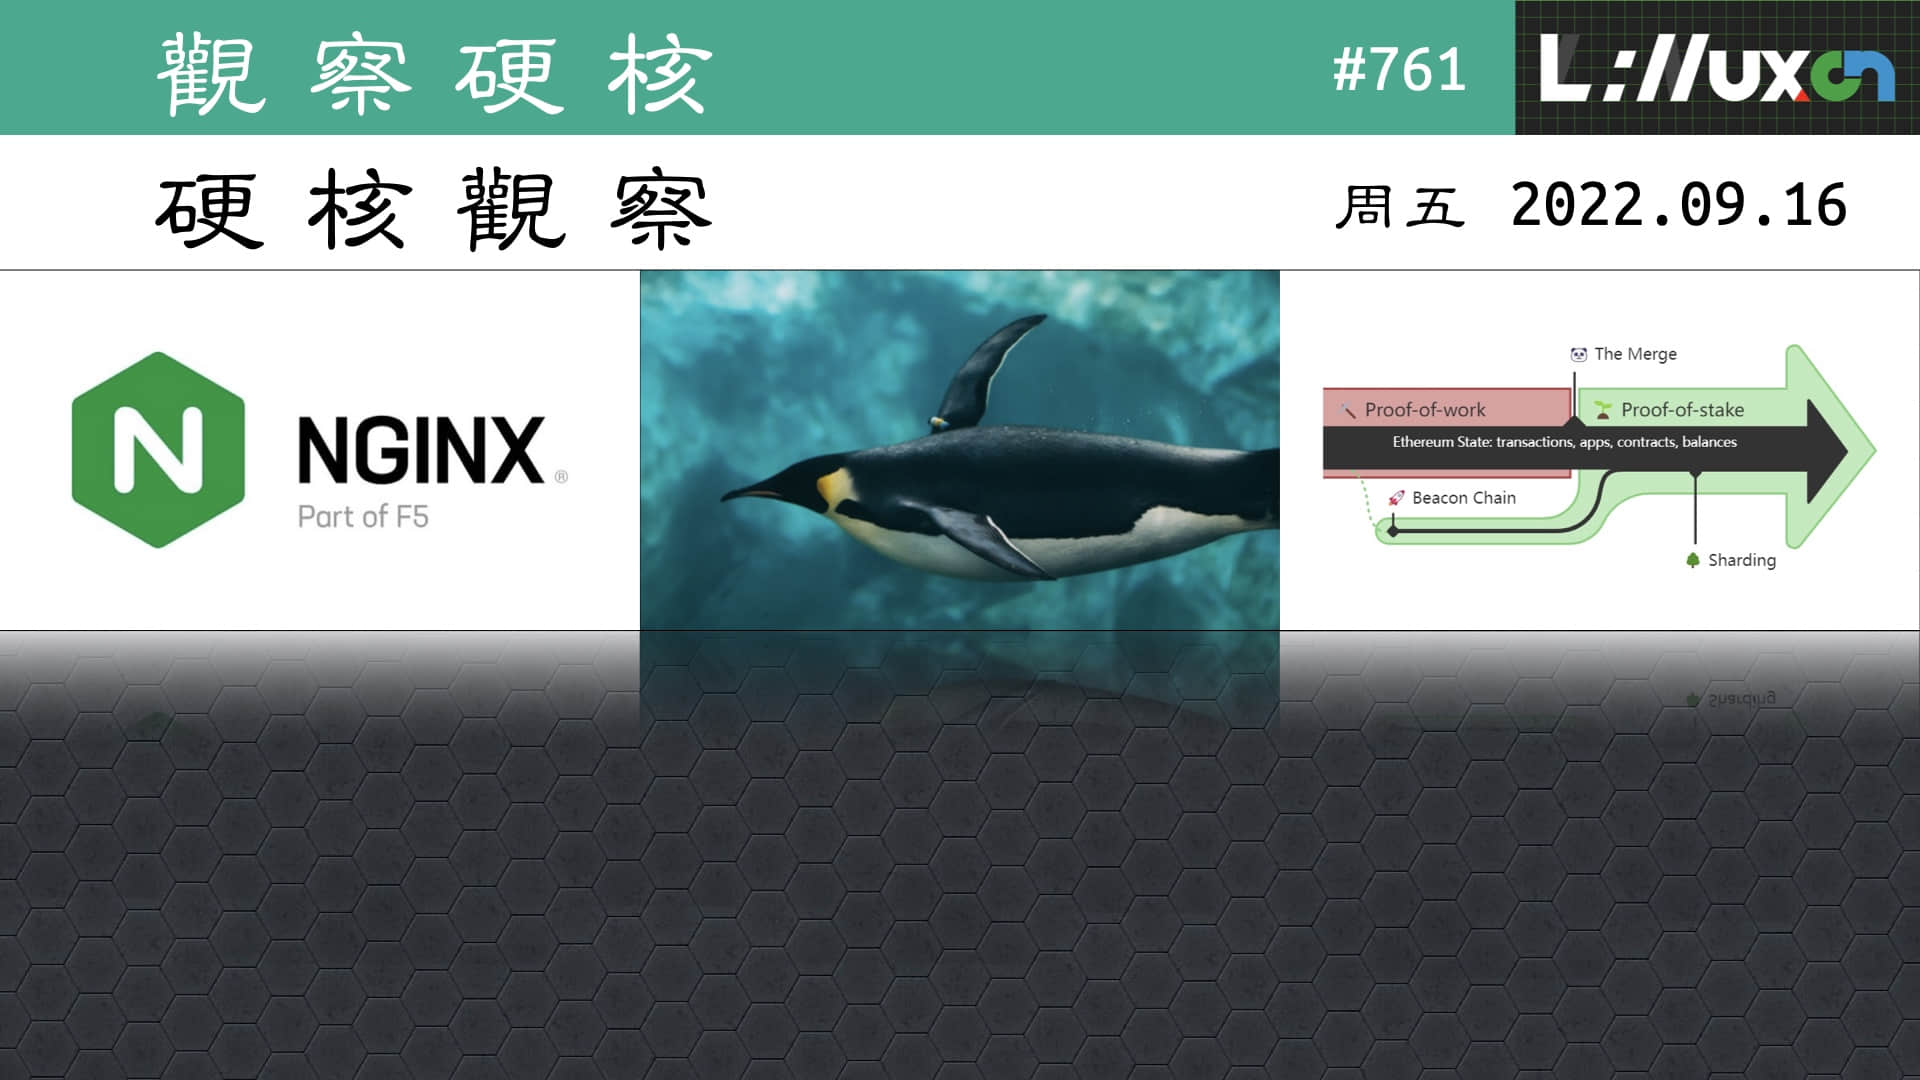 觀察硬核
#761
L://uxcn
硬核觀察
周五 2022.09.16
N
NGINX®
Part of F5
The Merge
Proof-of-work
Proof-of-stake
Ethereum State: transactions, apps, contracts, balances
Beacon Chain
Sharding
Sharding